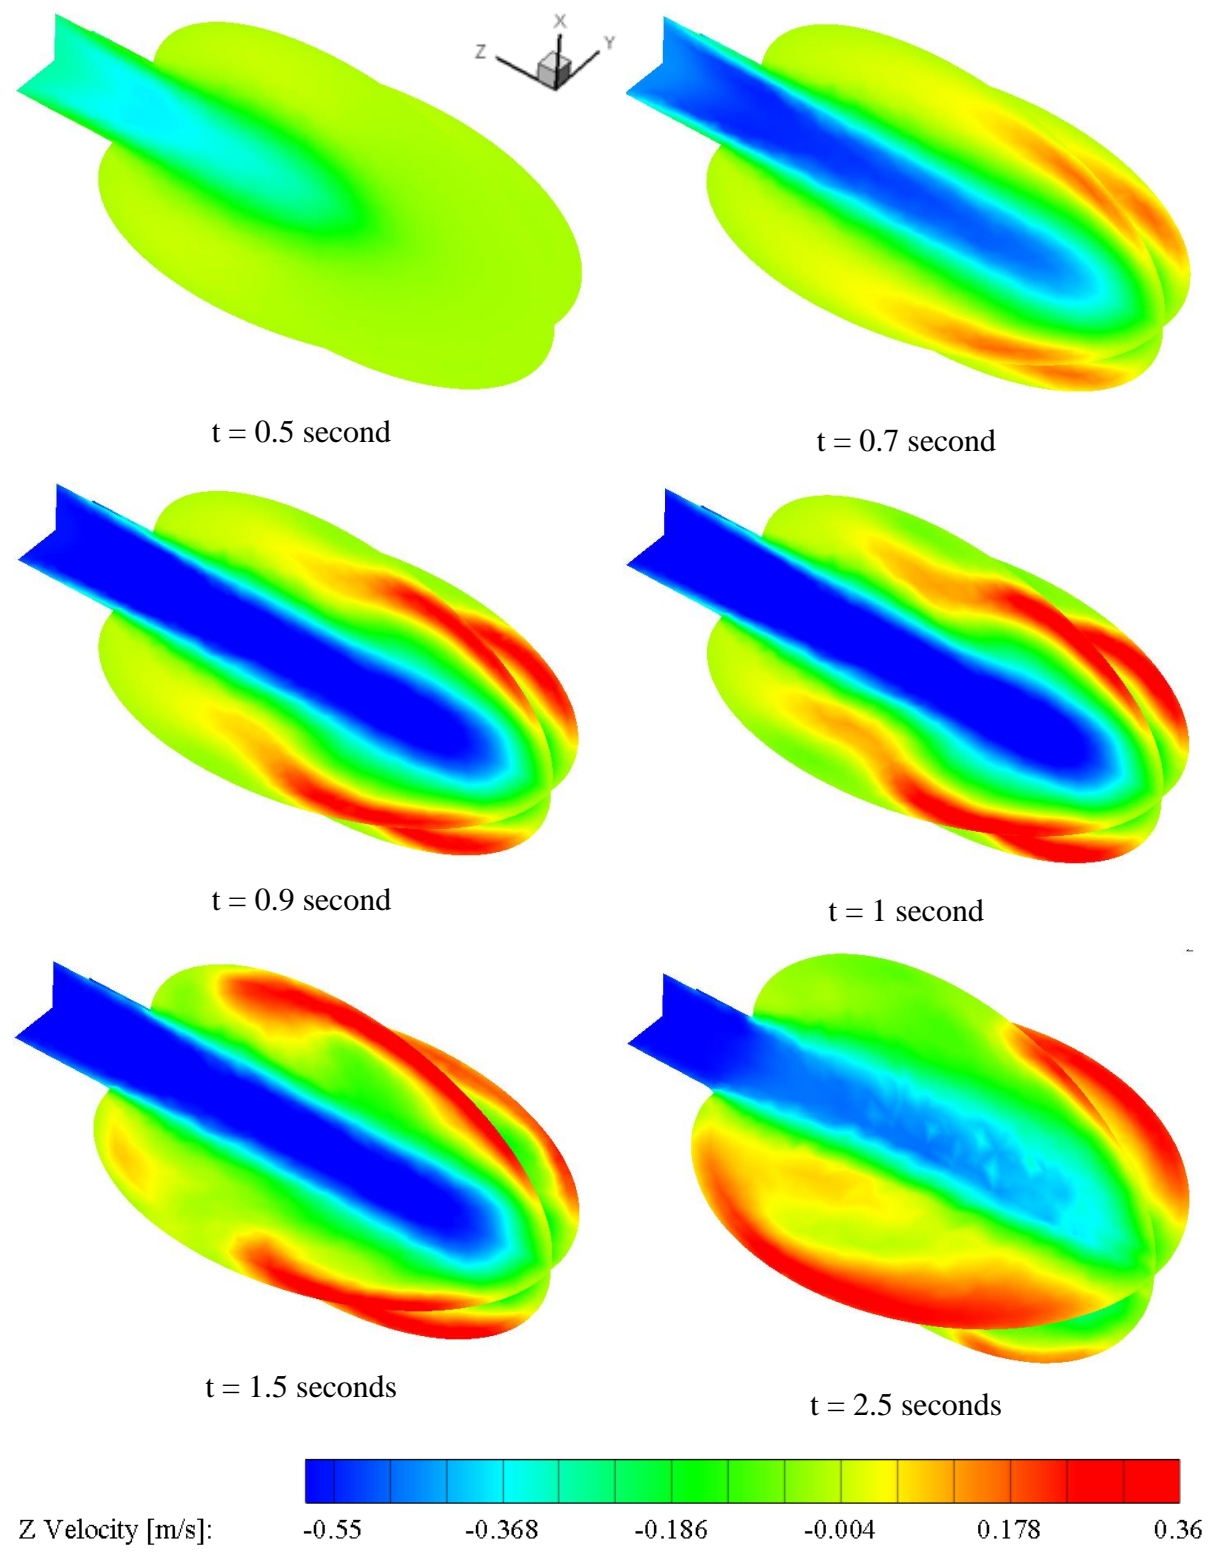 X
Z
Y
t = 0.5 second
t = 0.7 second
t = 0.9 second
t = 1 second
t = 1.5 seconds
t = 2.5 seconds
Z Velocity [m/s]: -0.55 -0.368 -0.186 -0.004 0.178 0.36